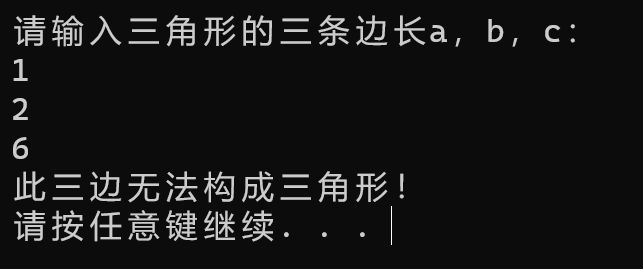 请输入三角形的三条边长a, b, c:
1
2
6
此三边无法构成三角形!
请按任意键继续. . .